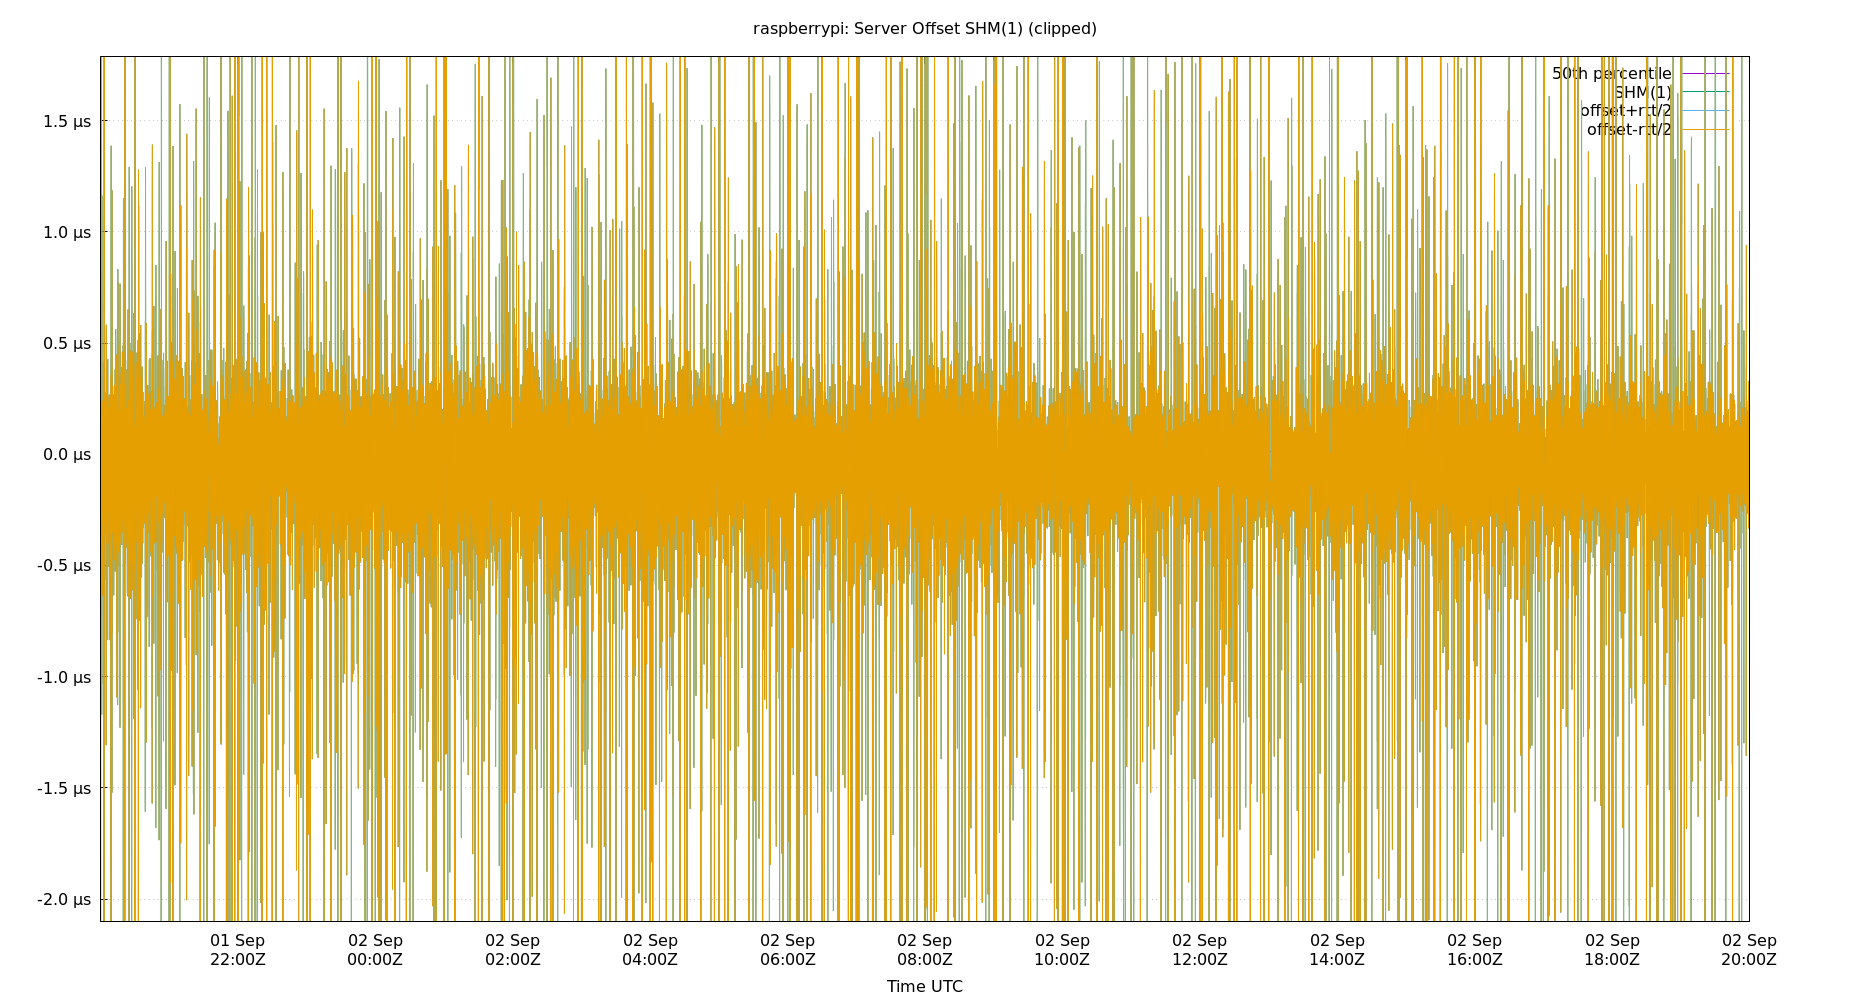 raspberrypi: Server Offset SHM(1) (clipped)
50th percentile
SHM(1)
offset+rtt/2
offset-rtt/2
1.5 µs
1.0 µs
0.5 µs
0.0 µs
-0.5 µs
-1.0 µs
-1.5 µs
-2.0 µs
01 Sep 02 Sep 02 Sep 02 Sep 02 Sep 02 Sep 02 Sep 02 Sep 02 Sep 02 Sep 02 Sep 02 Sep
22:00Z 00:00Z 02:00Z 04:00Z 06:00Z 08:00Z 10:00Z 12:00Z 14:00Z 16:00Z 18:00Z 20:00Z
Time UTC